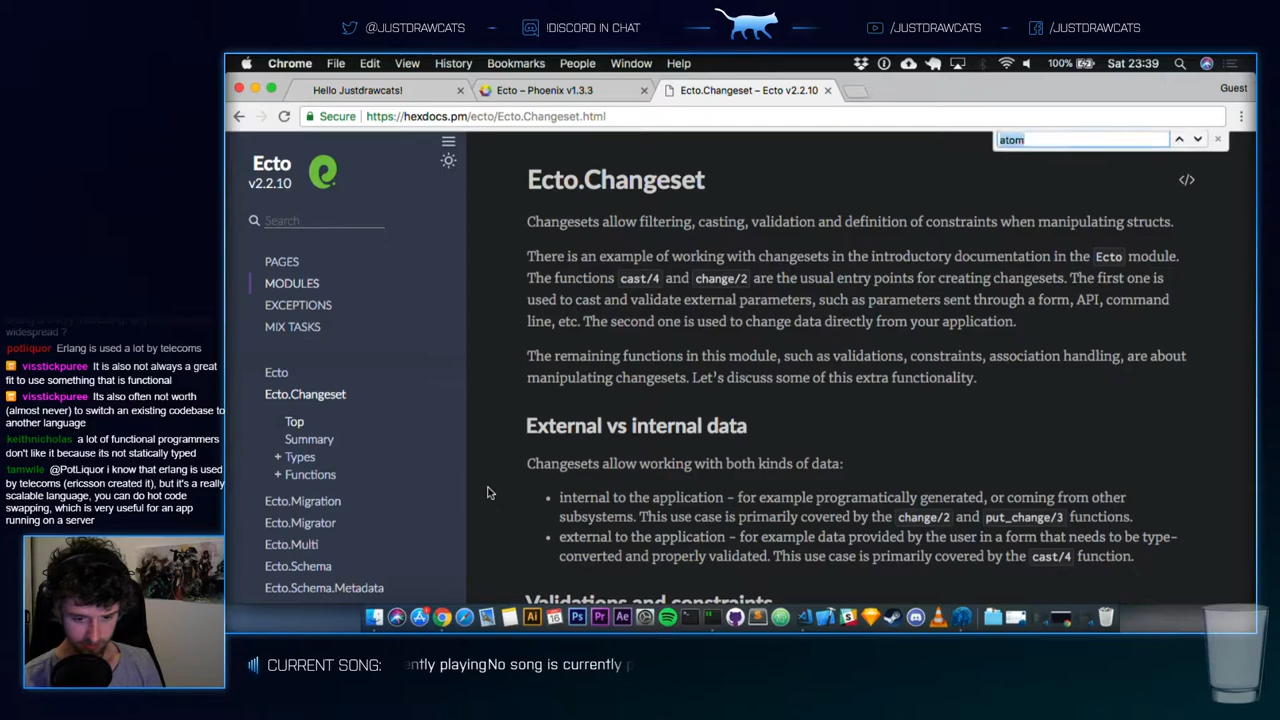 @JUSTDRAWCATS
!DISCORD IN CHAT
/JUSTDRAWCATS
/JUSTDRAWCATS
Chrome File Edit View History Bookmarks People Window Help
100%
Sat 23:39
Hello Justdrawcats!
Ecto – Phoenix v1.3.3
Ecto.Changeset – Ecto v2.2.10
Guest
Secure
https://hexdocs.pm/ecto/Ecto.Changeset.html
atom
Ecto
v2.2.10
Search
PAGES
MODULES
EXCEPTIONS
MIX TASKS
Ecto
Ecto.Changeset
Top
Summary
+ Types
+ Functions
Ecto.Migration
Ecto.Migrator
Ecto.Multi
Ecto.Schema
Ecto.Schema.Metadata
Ecto.Changeset
</>
Changesets allow filtering, casting, validation and definition of constraints when manipulating structs.
There is an example of working with changesets in the introductory documentation in the Ecto module.
The functions cast/4 and change/2 are the usual entry points for creating changesets. The first one is
used to cast and validate external parameters, such as parameters sent through a form, API, command
line, etc. The second one is used to change data directly from your application.
The remaining functions in this module, such as validations, constraints, association handling, are about
manipulating changesets. Let's discuss some of this extra functionality.
External vs internal data
Changesets allow working with both kinds of data:
• internal to the application – for example programatically generated, or coming from other
subsystems. This use case is primarily covered by the change/2 and put_change/3 functions.
• external to the application – for example data provided by the user in a form that needs to be type-
converted and properly validated. This use case is primarily covered by the cast/4 function.
Validations and constraints
widespread ?
potliquor Erlang is used a lot by telecoms
visstickpuree It is also not always a great
fit to use something that is functional
visstickpuree Its also often not worth
(almost never) to switch an existing codebase to
another language
keithnicholas a lot of functional programmers
don't like it because its not statically typed
tamwile @PotLiquor i know that erlang is used
by telecoms (ericsson created it), but it's a really
scalable language, you can do hot code
swapping, which is very useful for an app
running on a server
Ai
16
Ps
Pr
Ae
CURRENT SONG:
ently playingNo song is currently p